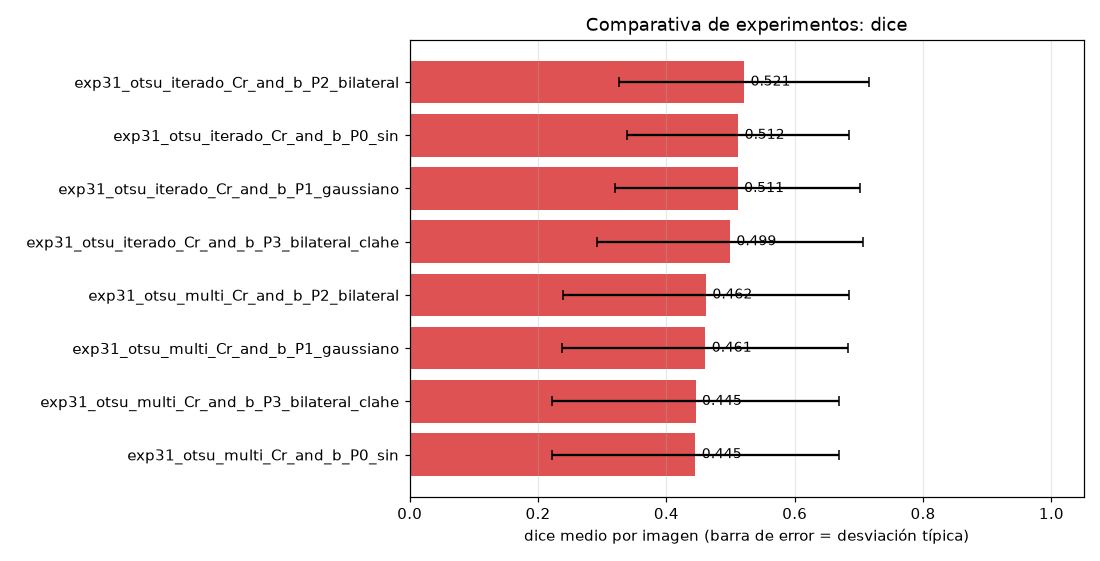 Comparativa de experimentos: dice
exp31_otsu_iterado_Cr_and_b_P2_bilateral 0.521
exp31_otsu_iterado_Cr_and_b_P0_sin 0.512
exp31_otsu_iterado_Cr_and_b_P1_gaussiano 0.511
exp31_otsu_iterado_Cr_and_b_P3_bilateral_clahe 0.499
exp31_otsu_multi_Cr_and_b_P2_bilateral 0.462
exp31_otsu_multi_Cr_and_b_P1_gaussiano 0.461
exp31_otsu_multi_Cr_and_b_P3_bilateral_clahe 0.445
exp31_otsu_multi_Cr_and_b_P0_sin 0.445
0.0 0.2 0.4 0.6 0.8 1.0
dice medio por imagen (barra de error = desviación típica)